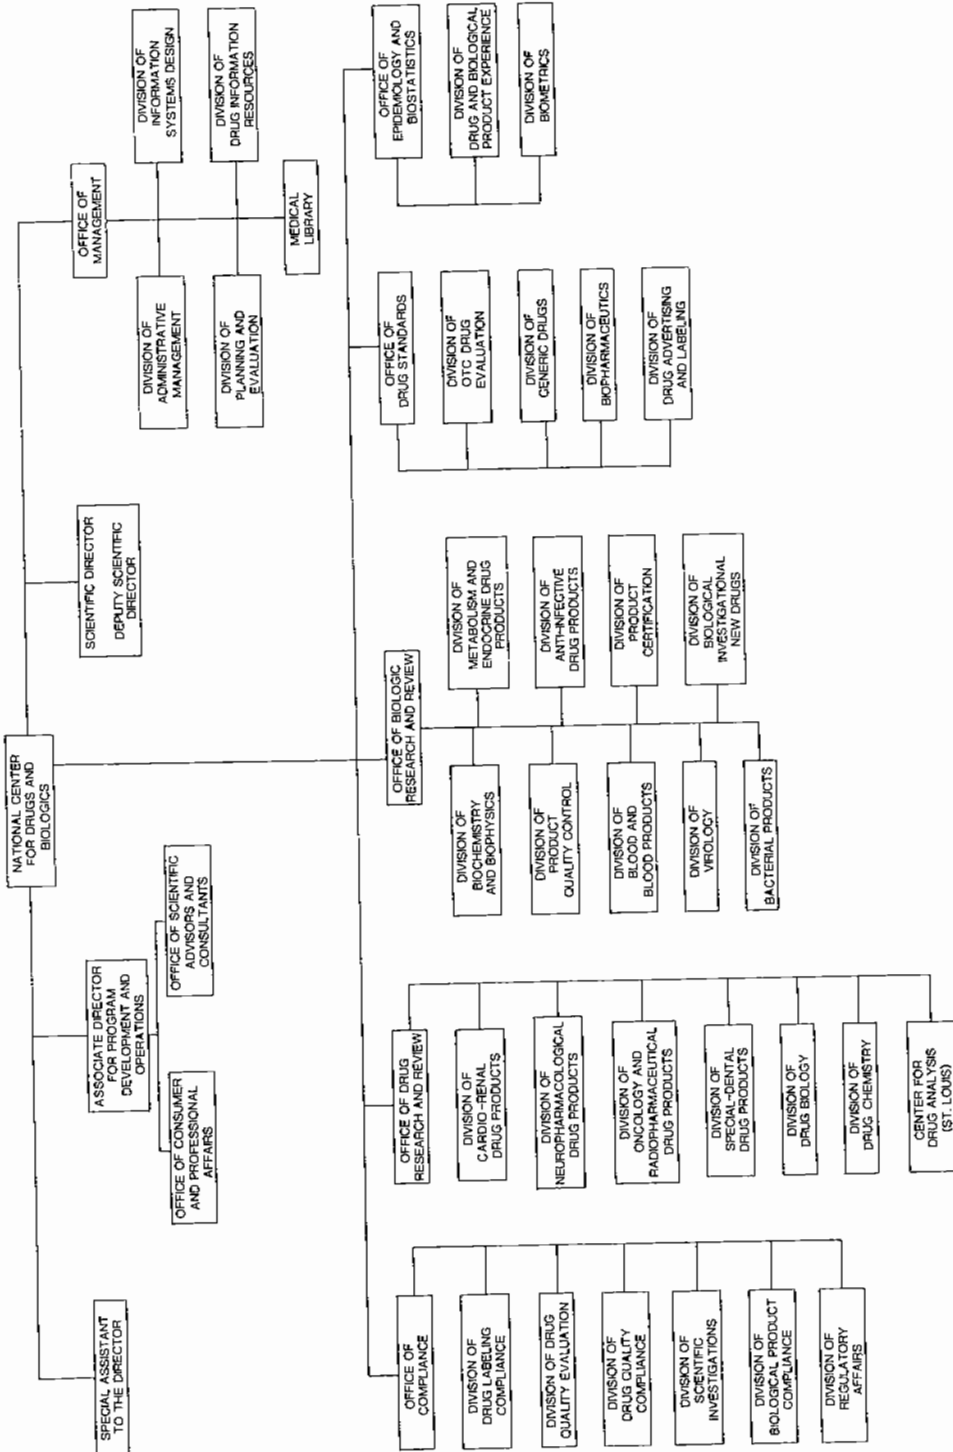 NATIONAL CENTER
FOR DRUGS AND
BIOLOGICS
SPECIAL ASSISTANT
TO THE DIRECTOR
ASSOCIATE DIRECTOR
FOR PROGRAM
DEVELOPMENT AND
OPERATIONS
OFFICE OF CONSUMER
AND PROFESSIONAL
AFFAIRS
OFFICE OF SCIENTIFIC
ADVISORS AND
CONSULTANTS
SCIENTIFIC DIRECTOR
DEPUTY SCIENTIFIC
DIRECTOR
OFFICE OF
MANAGEMENT
DIVISION OF
ADMINISTRATIVE
MANAGEMENT
DIVISION OF
INFORMATION
SYSTEMS DESIGN
DIVISION OF
PLANNING AND
EVALUATION
DIVISION OF
DRUG INFORMATION
RESOURCES
MEDICAL
LIBRARY
OFFICE OF
COMPLIANCE
DIVISION OF
DRUG LABELING
COMPLIANCE
DIVISION OF DRUG
QUALITY EVALUATION
DIVISION OF
DRUG QUALITY
COMPLIANCE
DIVISION OF
SCIENTIFIC
INVESTIGATIONS
DIVISION OF
BIOLOGICAL PRODUCT
COMPLIANCE
DIVISION OF
REGULATORY
AFFAIRS
OFFICE OF DRUG
RESEARCH AND REVIEW
DIVISION OF
CARDIO-RENAL
DRUG PRODUCTS
DIVISION OF
NEUROPHARMACOLOGICAL
DRUG PRODUCTS
DIVISION OF
ONCOLOGY AND
RADIOPHARMACEUTICAL
DRUG PRODUCTS
DIVISION OF
SPECIAL-DENTAL
DRUG PRODUCTS
DIVISION OF
DRUG BIOLOGY
DIVISION OF
DRUG CHEMISTRY
CENTER FOR
DRUG ANALYSIS
(ST. LOUIS)
OFFICE OF BIOLOGIC
RESEARCH AND REVIEW
DIVISION OF
BIOCHEMISTRY
AND BIOPHYSICS
DIVISION OF
METABOLISM AND
ENDOCRINE DRUG
PRODUCTS
DIVISION OF
PRODUCT
QUALITY CONTROL
DIVISION OF
ANTI-INFECTIVE
DRUG PRODUCTS
DIVISION OF
BLOOD AND
BLOOD PRODUCTS
DIVISION OF
PRODUCT
CERTIFICATION
DIVISION OF
VIROLOGY
DIVISION OF
BIOLOGICAL
INVESTIGATIONAL
NEW DRUGS
DIVISION OF
BACTERIAL PRODUCTS
OFFICE OF
DRUG STANDARDS
DIVISION OF
OTC DRUG
EVALUATION
DIVISION OF
GENERIC DRUGS
DIVISION OF
BIOPHARMACEUTICS
DIVISION OF
DRUG ADVERTISING
AND LABELING
OFFICE OF
EPIDEMIOLOGY AND
BIOSTATISTICS
DIVISION OF
DRUG AND BIOLOGICAL
PRODUCT EXPERIENCE
DIVISION OF
BIOMETRICS